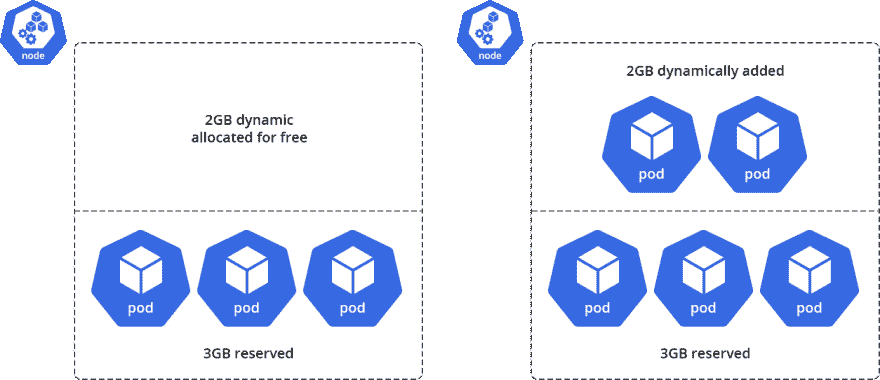 node
2GB dynamic
allocated for free
pod
pod
pod
3GB reserved
node
2GB dynamically added
pod
pod
pod
pod
pod
3GB reserved